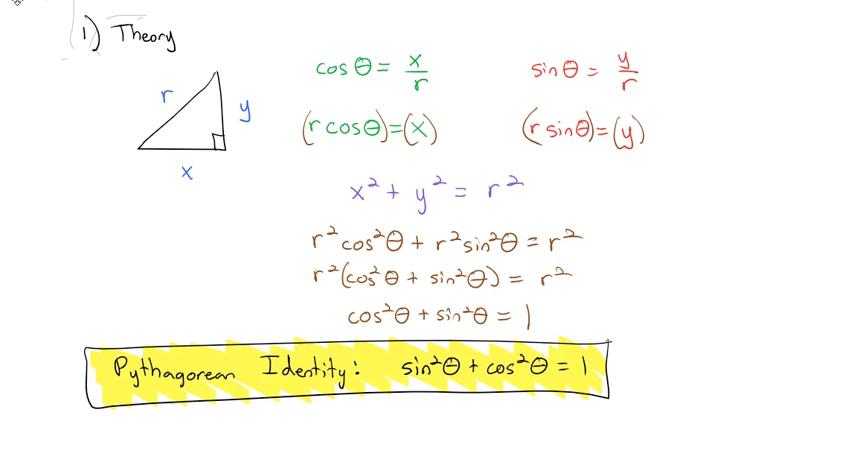 1) Theory
cos θ = x/r
sin θ = y/r
r
y
x
(r cos θ) = (x)
(r sin θ) = (y)
x² + y² = r²
r² cos² θ + r² sin² θ = r²
r² (cos² θ + sin² θ) = r²
cos² θ + sin² θ = 1
Pythagorean Identity: sin² θ + cos² θ = 1